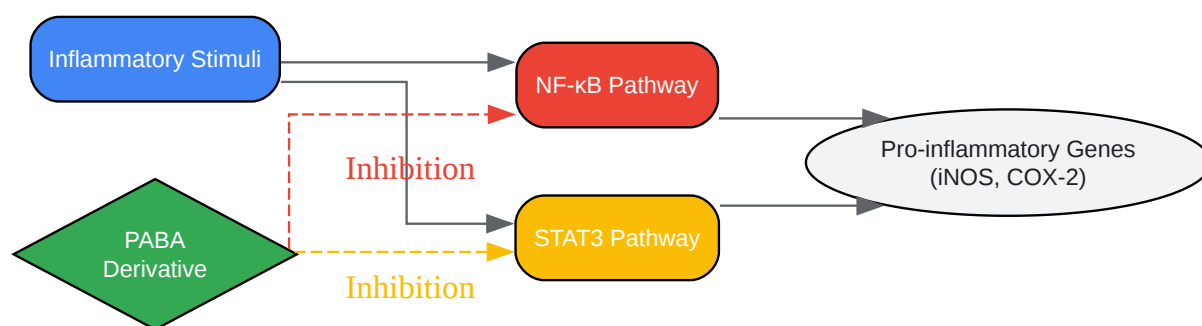 Inflammatory Stimuli
NF-κB Pathway
Inhibition
Pro-inflammatory Genes
(iNOS, COX-2)
PABA
Derivative
STAT3 Pathway
Inhibition